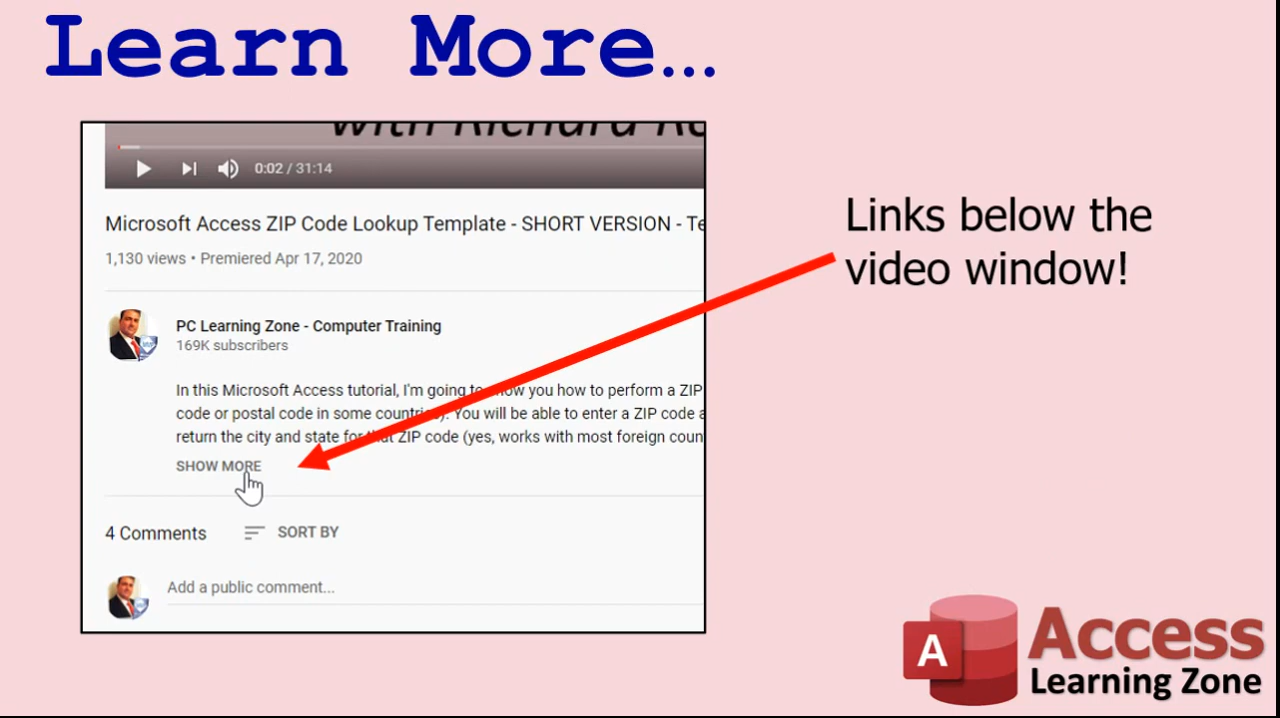 Learn More...
with Richard
0:02 / 31:14
Microsoft Access ZIP Code Lookup Template - SHORT VERSION -
1,130 views • Premiered Apr 17, 2020
PC Learning Zone - Computer Training
169K subscribers
In this Microsoft Access tutorial, I'm going to show you how to perform a ZIP
code or postal code in some countries). You will be able to enter a ZIP code
return the city and state for that ZIP code (yes, works with most foreign
SHOW MORE
4 Comments
SORT BY
Add a public comment...
Links below the
video window!
A
Access
Learning Zone